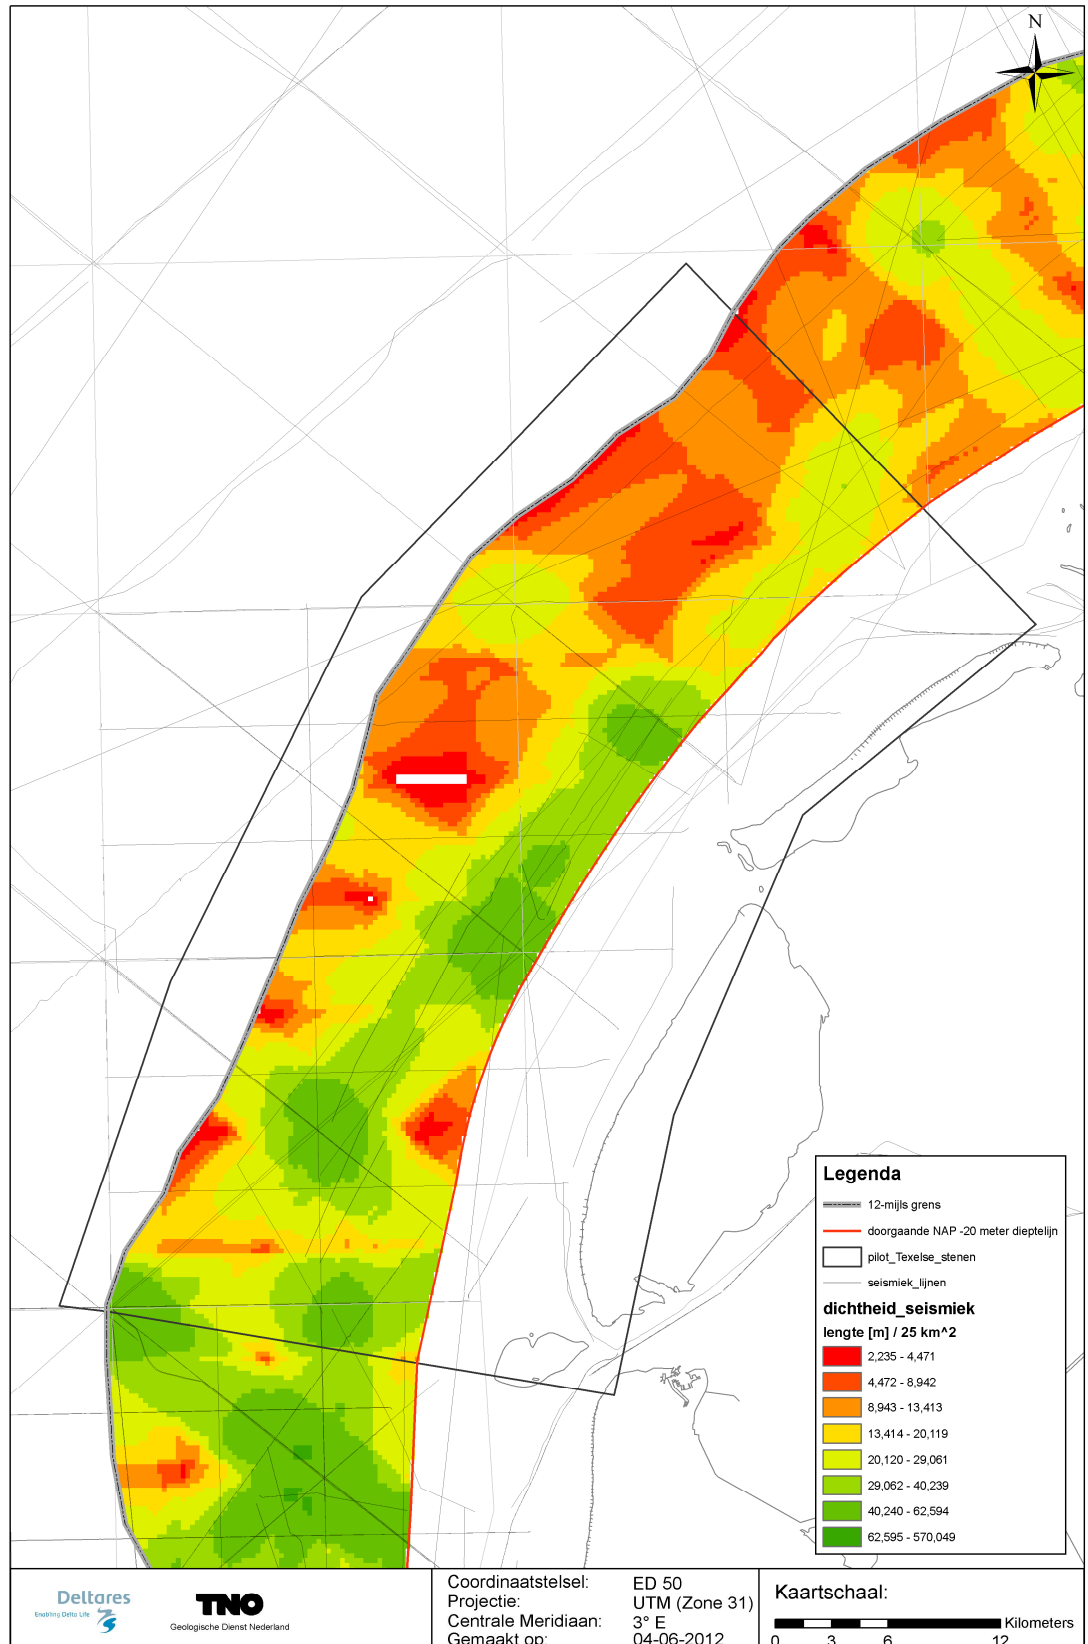 N
Legenda
12-mijls grens
doorgaande NAP -20 meter dieptelijn
pilot_Texelse_stenen
seismiek_lijnen
dichtheid_seismiek
lengte [m] / 25 km^2
2,235 - 4,471
4,472 - 8,942
8,943 - 13,413
13,414 - 20,119
20,120 - 29,061
29,062 - 40,239
40,240 - 62,594
62,595 - 570,049
Deltares
Enabling Delta Life
TNO
Geologische Dienst Nederland
Coordinaatstelsel: ED 50
Projectie: UTM (Zone 31)
Centrale Meridiaan: 3° E
Gemaakt op: 04-06-2012
Kaartschaal:
Kilometers
0 3 6 12